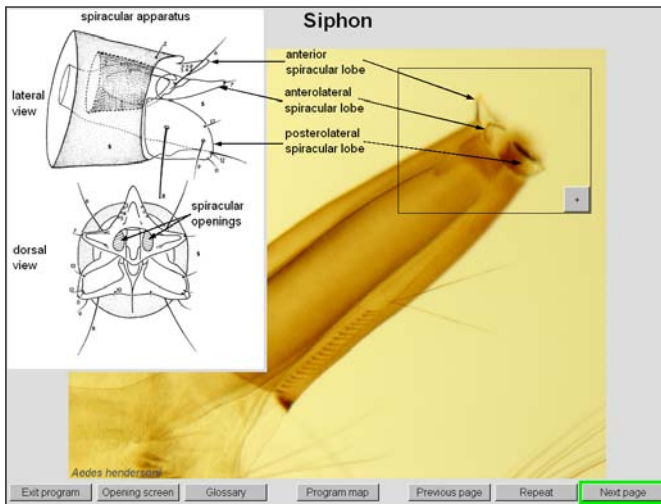 Siphon
spiracular apparatus
anterior
spiracular lobe
lateral
view
anterolateral
spiracular lobe
posterolateral
spiracular lobe
+
spiracular
openings
dorsal
view
Aedes hendersoni
Exit program
Opening screen
Glossary
Program map
Previous page
Repeat
Next page